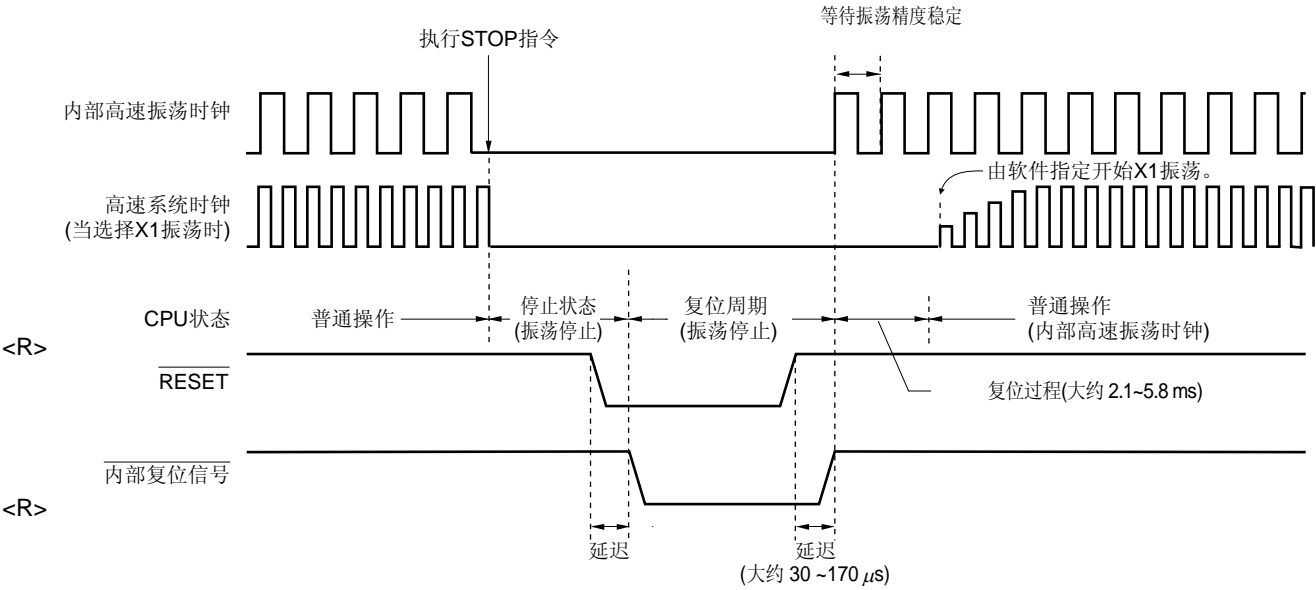 等待振荡精度稳定
执行STOP指令
内部高速振荡时钟
由软件指定开始X1振荡。
高速系统时钟
(当选择X1振荡时)
CPU状态
普通操作
停止状态
(振荡停止)
复位周期
(振荡停止)
普通操作
(内部高速振荡时钟)
<R>
RESET
复位过程(大约 2.1~5.8 ms)
内部复位信号
<R>
延迟
延迟
(大约 30 ~170 μs)